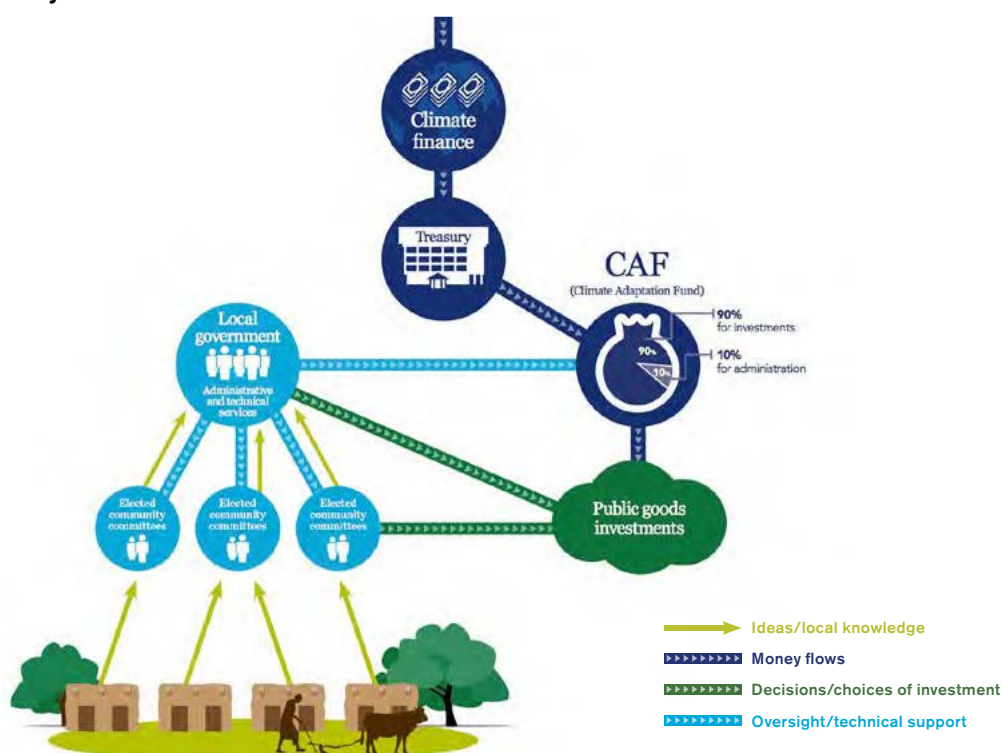 Climate
finance
Treasury
CAF
(Climate Adaptation Fund)
90%
for investments
90%
10%
10%
for administration
Local
government
Administrative
and technical
services
Elected
community
committees
Elected
community
committees
Elected
community
committees
Public goods
investments
Ideas/local knowledge
Money flows
Decisions/choices of investment
Oversight/technical support